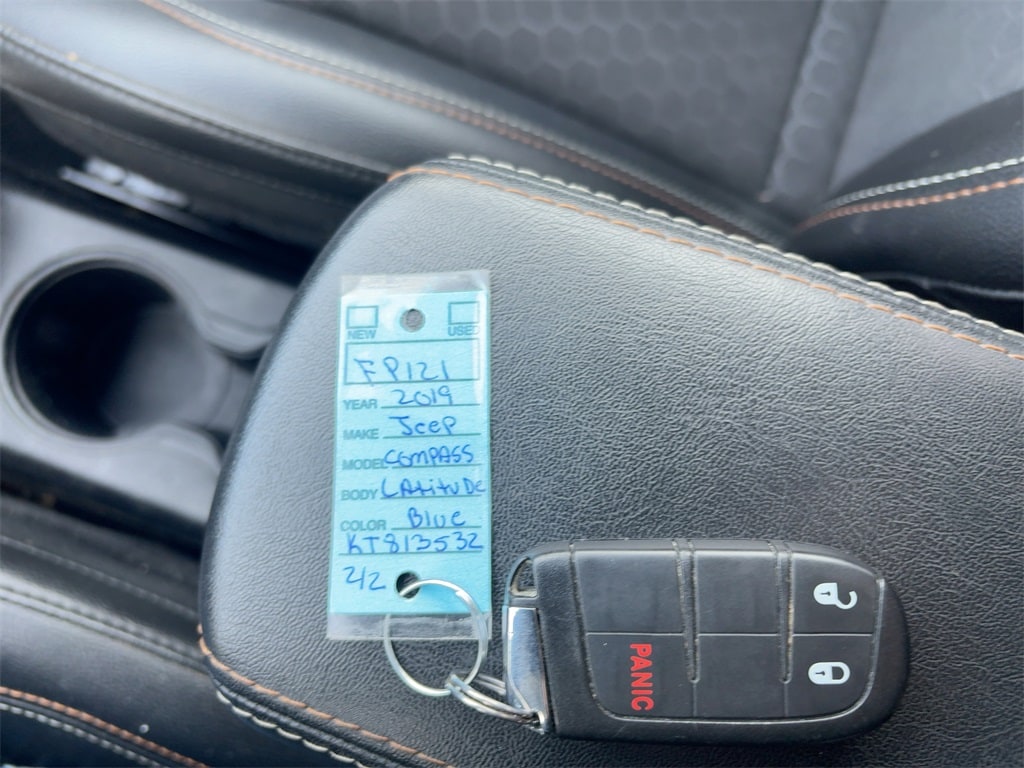 NEW USED
FP121
YEAR 2019
MAKE Jeep
MODEL COMPASS
BODY LAtituDe
COLOR Blue
KT813532
2/2
PANIC